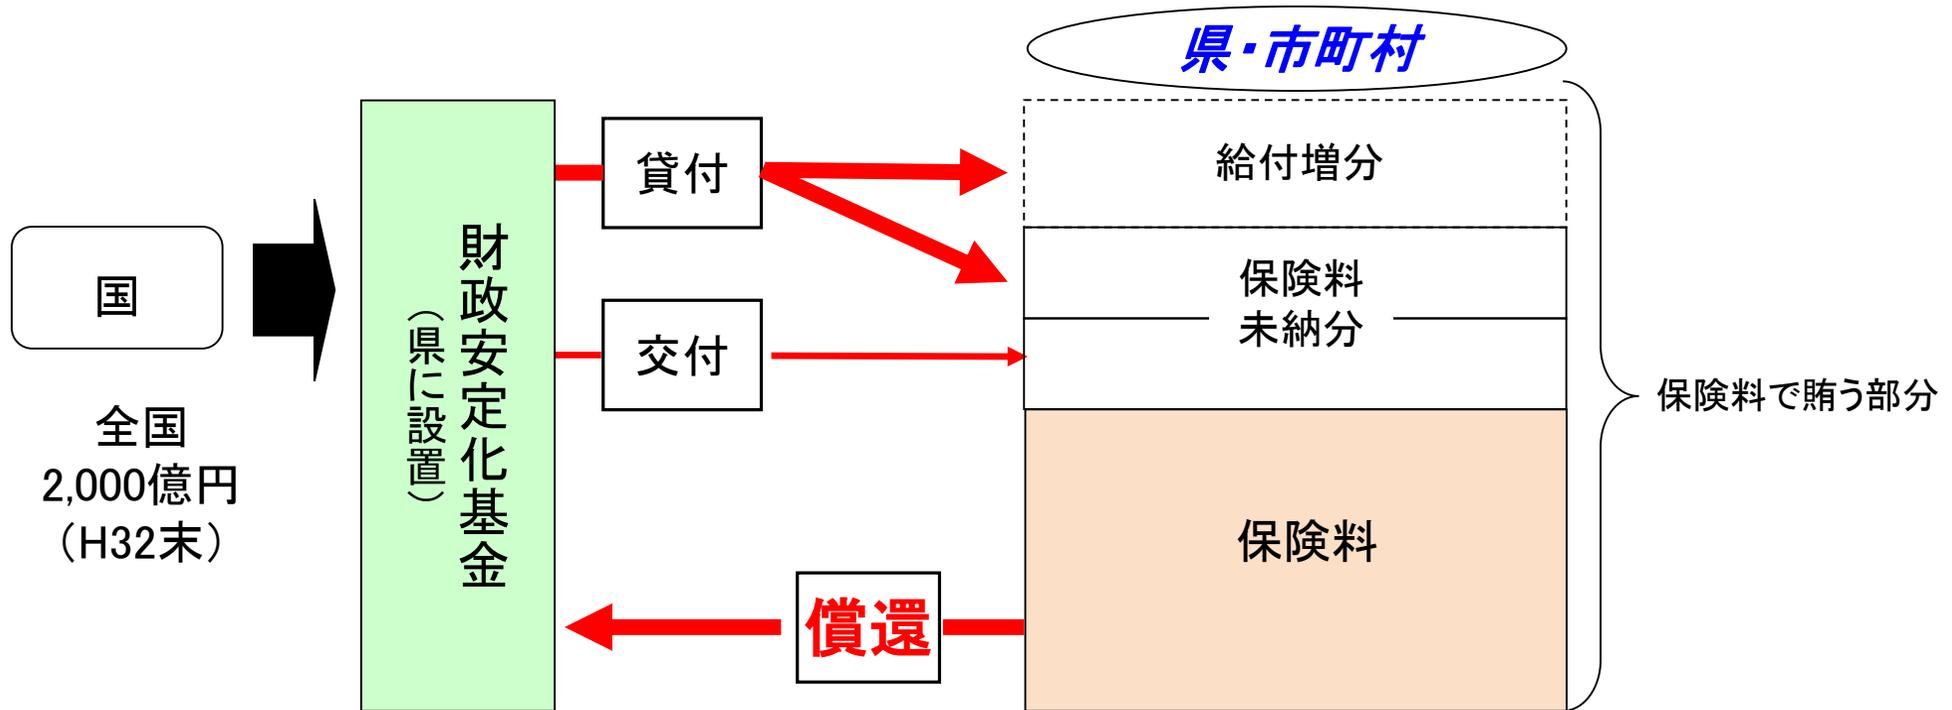 県・市町村
国
全国
2,000億円
（H32末）
財政安定化基金
（県に設置）
貸付
交付
償還
給付増分
保険料
未納分
保険料
保険料で賄う部分